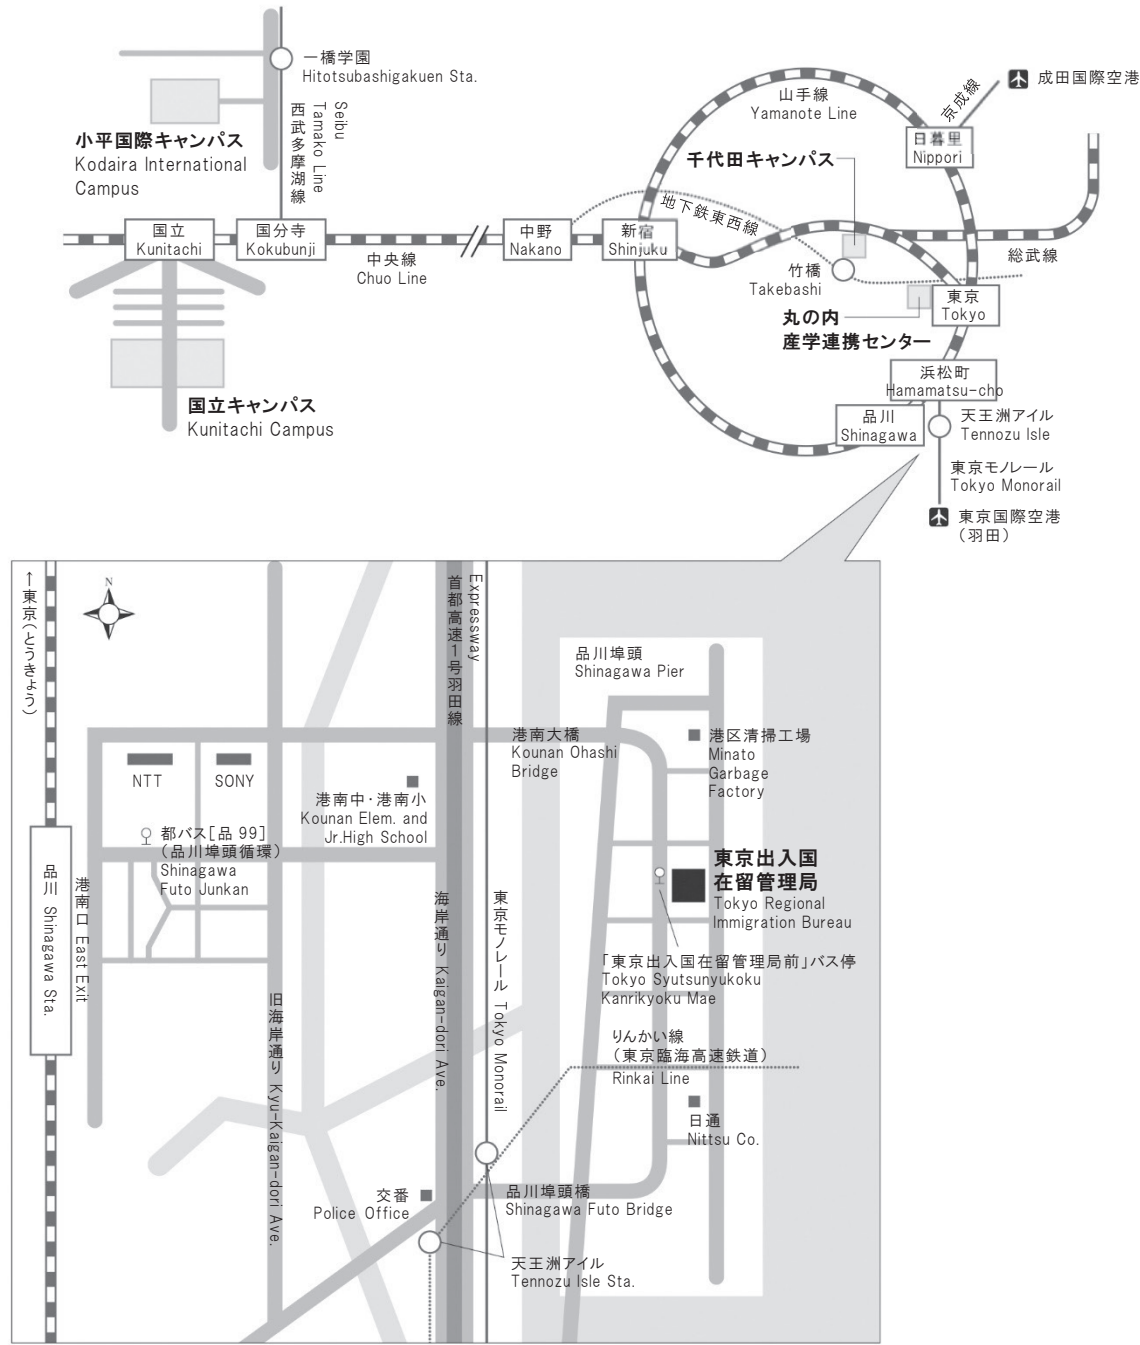 一橋学園
Hitotsubashigakuen Sta.
Seibu
Tamako Line
西武多摩湖線
小平国際キャンパス
Kodaira International
Campus
国立
Kunitachi
国分寺
Kokubunji
中央線
Chuo Line
国立キャンパス
Kunitachi Campus
中野
Nakano
新宿
Shinjuku
地下鉄東西線
山手線
Yamanote Line
千代田キャンパス
京成線
成田国際空港
日暮里
Nippori
総武線
竹橋
Takebashi
東京
Tokyo
丸の内
産学連携センター
浜松町
Hamamatsu-cho
品川
Shinagawa
天王洲アイル
Tennozu Isle
東京モノレール
Tokyo Monorail
東京国際空港
（羽田）
←東京（とうきょう）
N
首都高速1号羽田線
Expressway
品川埠頭
Shinagawa Pier
港南大橋
Kounan Ohashi
Bridge
港区清掃工場
Minato
Garbage
Factory
NTT
SONY
港南中・港南小
Kounan Elem. and
Jr.High School
都バス［品 99］
（品川埠頭循環）
Shinagawa
Futo Junkan
品川 Shinagawa Sta.
港南口 East Exit
東京出入国
在留管理局
Tokyo Regional
Immigration Bureau
「東京出入国在留管理局前」バス停
Tokyo Syutsunyukoku
Kanrikyoku Mae
海岸通り Kaigan-dori Ave.
東京モノレール Tokyo Monorail
旧海岸通り Kyu-Kaigan-dori Ave.
りんかい線
（東京臨海高速鉄道）
Rinkai Line
日通
Nittsu Co.
交番
Police Office
品川埠頭橋
Shinagawa Futo Bridge
天王洲アイル
Tennozu Isle Sta.